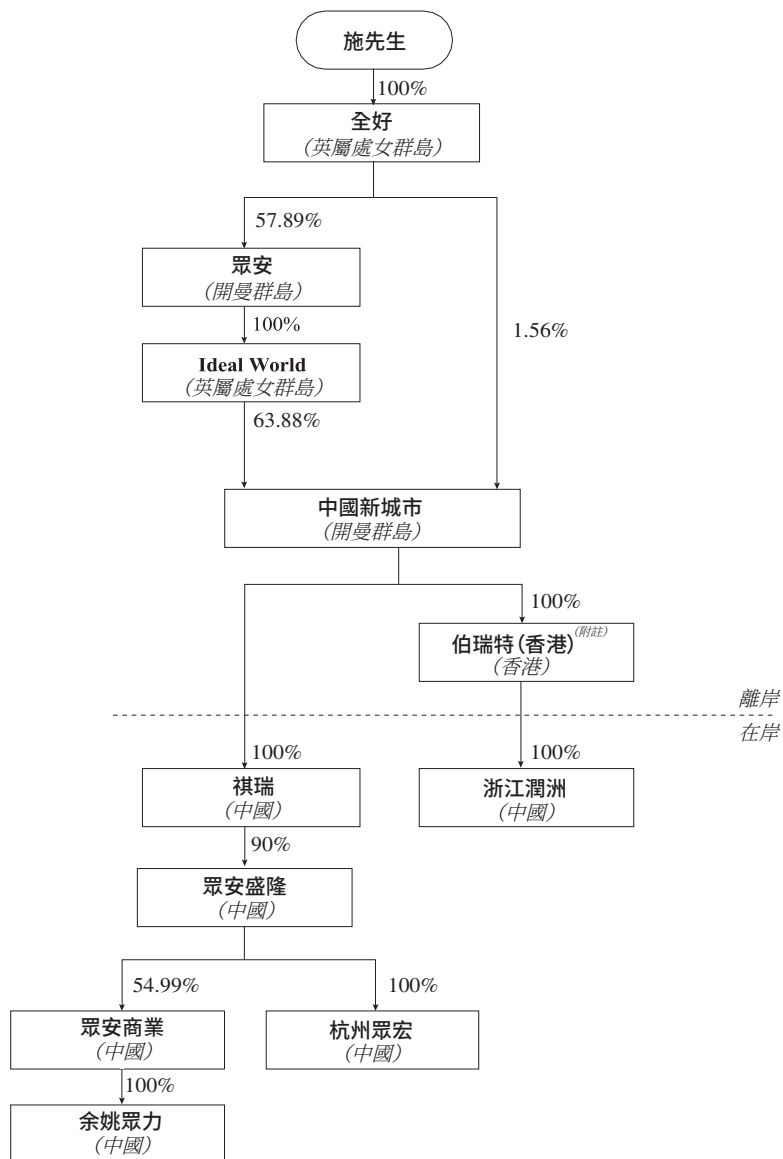 施先生
100%
全好
(英屬處女群島)
57.89%
眾安
(開曼群島)
100%
1.56%
Ideal World
(英屬處女群島)
63.88%
中國新城市
(開曼群島)
100%
伯瑞特(香港)(附註)
(香港)
離岸
在岸
100%
100%
祺瑞
(中國)
浙江潤洲
(中國)
90%
眾安盛隆
(中國)
54.99%
100%
眾安商業
(中國)
杭州眾宏
(中國)
100%
余姚眾力
(中國)